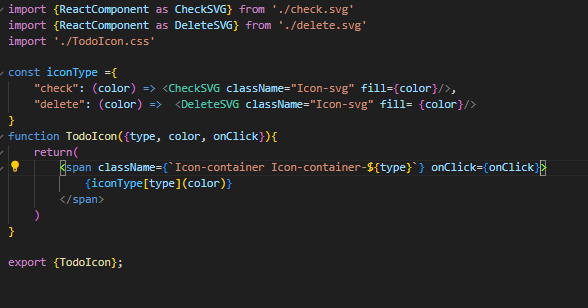 import {ReactComponent as CheckSVG} from './check.svg'
import {ReactComponent as DeleteSVG} from './delete.svg'
import './TodoIcon.css'
const iconType ={
"check": (color) => <CheckSVG className="Icon-svg" fill={color}/>,
"delete": (color) =>  <DeleteSVG className="Icon-svg" fill= {color}/>
}
function TodoIcon({type, color, onClick}){
return(
<span className={`Icon-container Icon-container-${type}`} onClick={onClick}>
{iconType[type](color)}
</span>
)
}
export {TodoIcon};